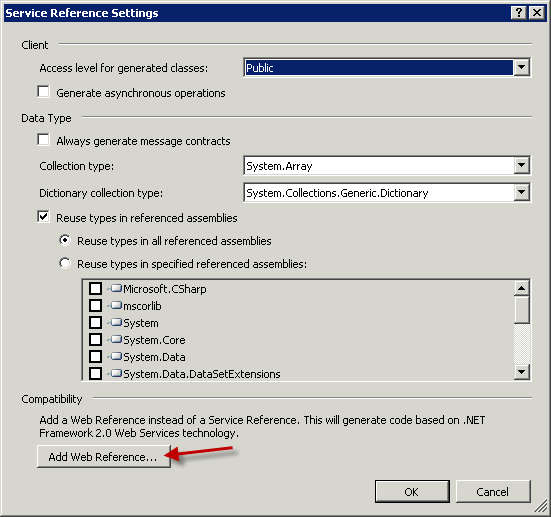 Service Reference Settings
Client
Access level for generated classes: Public
Generate asynchronous operations
Data Type
Always generate message contracts
Collection type: System.Array
Dictionary collection type: System.Collections.Generic.Dictionary
Reuse types in referenced assemblies
Reuse types in all referenced assemblies
Reuse types in specified referenced assemblies:
Microsoft.CSharp
mscorlib
System
System.Core
System.Data
System.Data.DataSetExtensions
Compatibility
Add a Web Reference instead of a Service Reference. This will generate code based on .NET
Framework 2.0 Web Services technology.
Add Web Reference...
OK Cancel